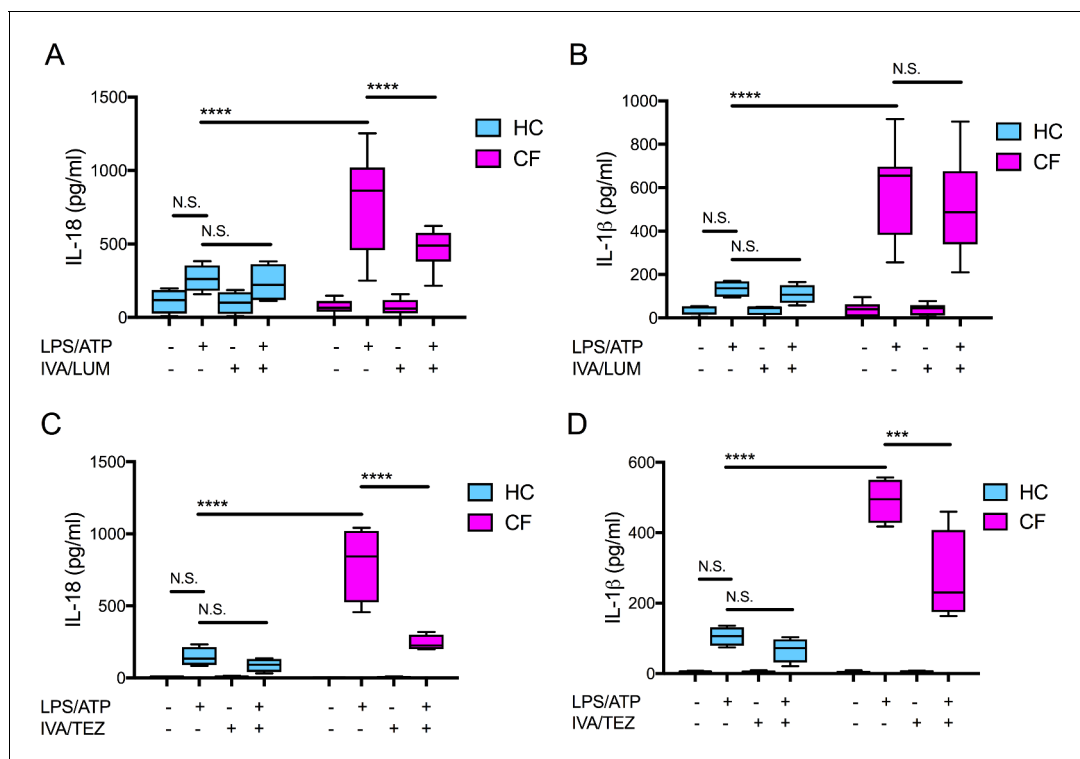 A
1500
1000
500
0
IL-18 (pg/ml)
****
****
N.S.
N.S.
HC
CF
LPS/ATP - + - + - + - +
IVA/LUM - - + + - - + +
B
1000
800
600
400
200
0
IL-1β (pg/ml)
N.S.
****
N.S.
N.S.
HC
CF
LPS/ATP - + - + - + - +
IVA/LUM - - + + - - + +
C
1500
1000
500
0
IL-18 (pg/ml)
****
****
N.S.
N.S.
HC
CF
LPS/ATP - + - + - + - +
IVA/TEZ - - + + - - + +
D
600
400
200
0
IL-1β (pg/ml)
***
****
N.S.
N.S.
HC
CF
LPS/ATP - + - + - + - +
IVA/TEZ - - + + - - + +